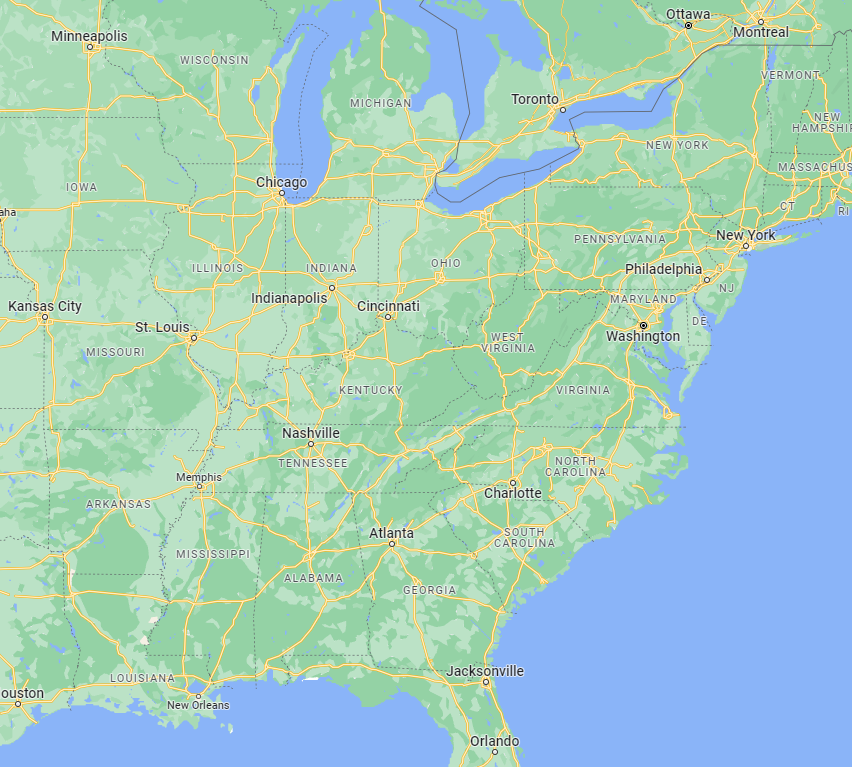 Ottawa
Montreal
Minneapolis
WISCONSIN
VERMONT
MICHIGAN
Toronto
NEW
HAMPSHIR
NEW YORK
MASSACHUS
Chicago
IOWA
CT
RI
aha
New York
PENNSYLVANIA
OHIO
ILLINOIS
INDIANA
Philadelphia
NJ
Indianapolis
MARYLAND
Kansas City
Cincinnati
DE
St. Louis
Washington
WEST
VIRGINIA
MISSOURI
KENTUCKY
VIRGINIA
Nashville
TENNESSEE
NORTH
CAROLINA
Memphis
Charlotte
ARKANSAS
Atlanta
SOUTH
CAROLINA
MISSISSIPPI
ALABAMA
GEORGIA
Jacksonville
LOUISIANA
ouston
New Orleans
Orlando